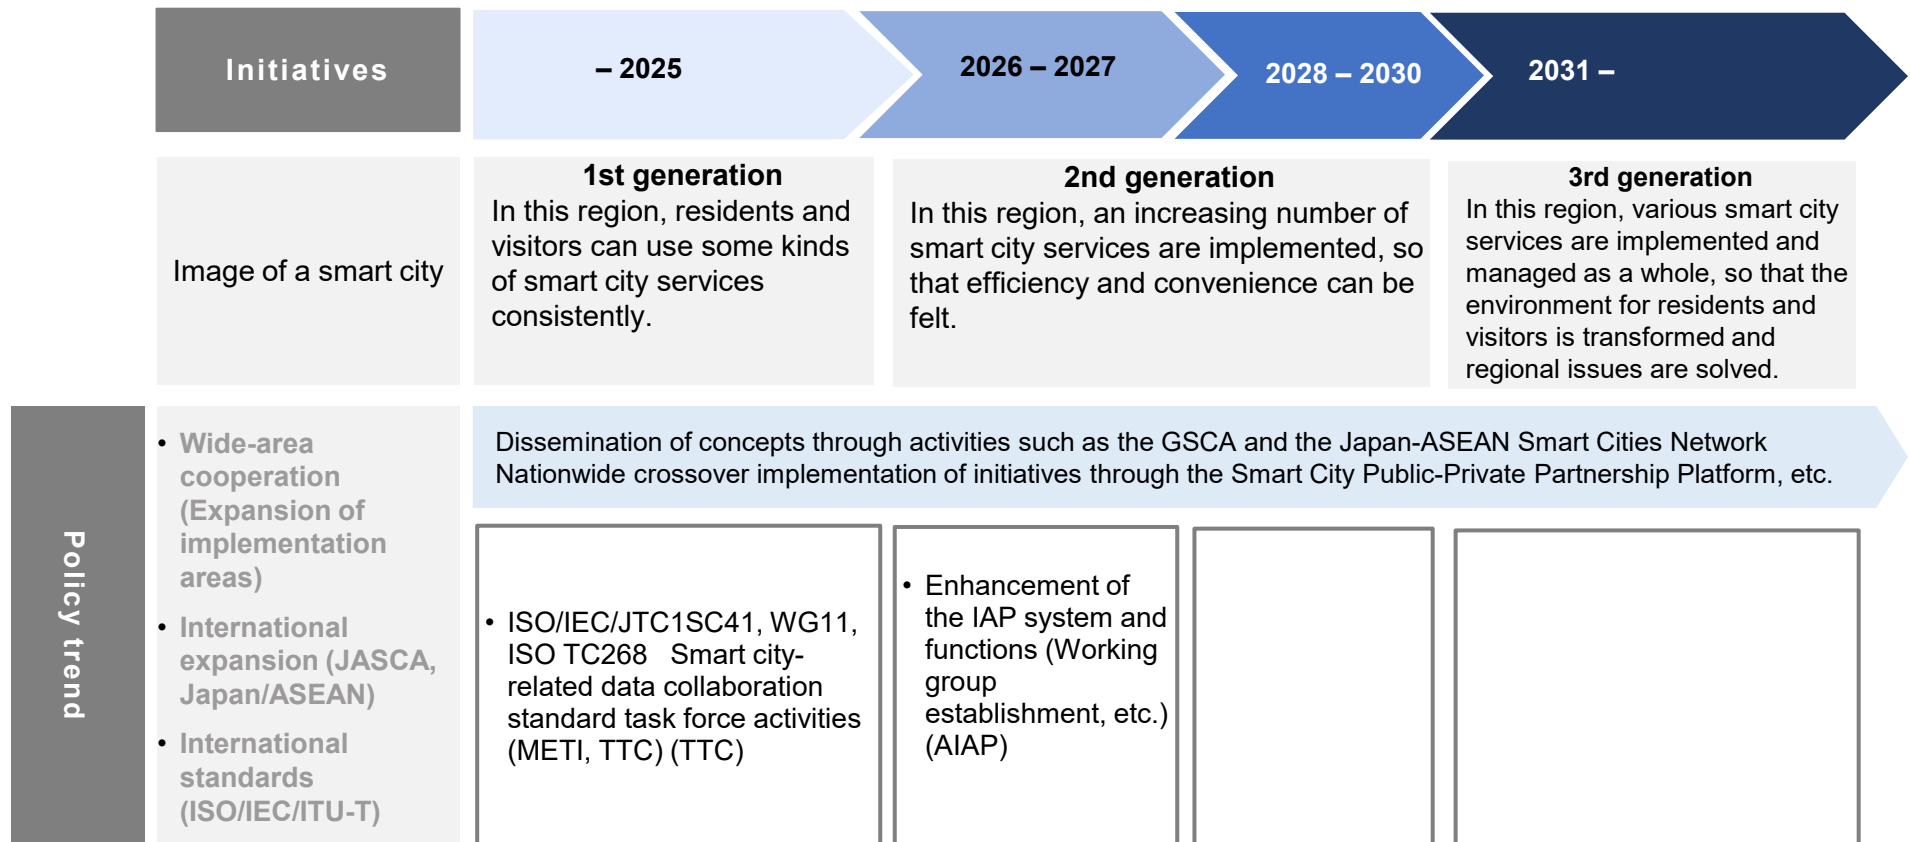 Initiatives
– 2025
2026 – 2027
2028 – 2030
2031 –
Image of a smart city
1st generation
In this region, residents and
visitors can use some kinds
of smart city services
consistently.
2nd generation
In this region, an increasing number of
smart city services are implemented, so
that efficiency and convenience can be
felt.
3rd generation
In this region, various smart city
services are implemented and
managed as a whole, so that the
environment for residents and
visitors is transformed and
regional issues are solved.
Policy trend
• Wide-area
cooperation
(Expansion of
implementation
areas)
• International
expansion (JASCA,
Japan/ASEAN)
• International
standards
(ISO/IEC/ITU-T)
Dissemination of concepts through activities such as the GSCA and the Japan-ASEAN Smart Cities Network
Nationwide crossover implementation of initiatives through the Smart City Public-Private Partnership Platform, etc.
• ISO/IEC/JTC1SC41, WG11,
ISO TC268 Smart city-
related data collaboration
standard task force activities
(METI, TTC) (TTC)
• Enhancement of
the IAP system and
functions (Working
group
establishment, etc.)
(AIAP)